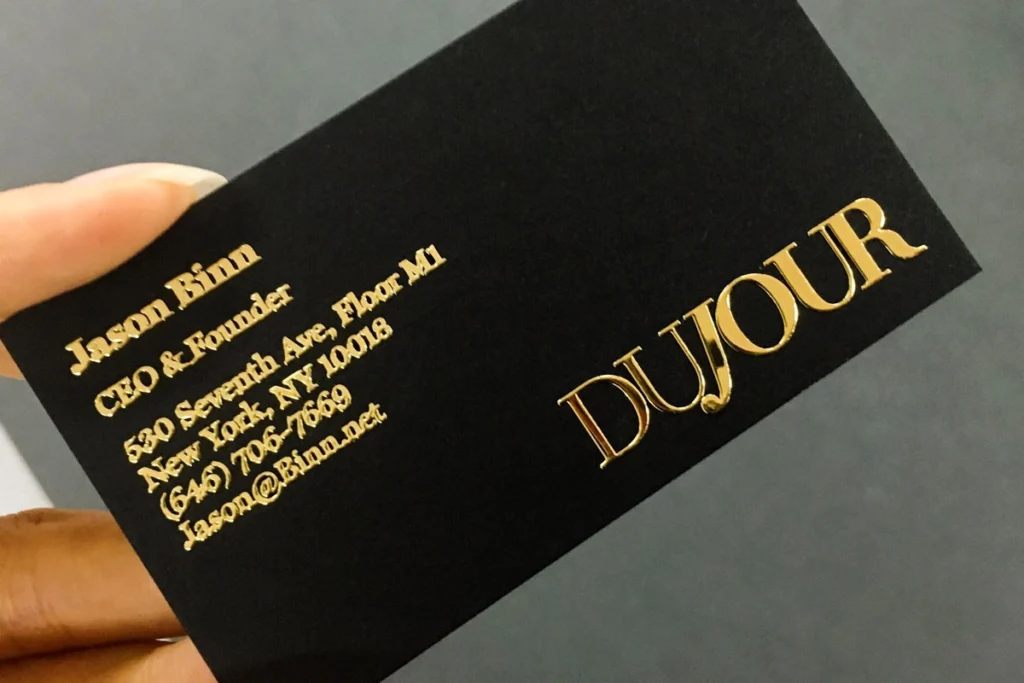 Jason Binn
CEO & Founder
530 Seventh Ave, Floor M1
New York, NY 10018
(646) 706-7669
Jason@Binn.net
DUJOUR